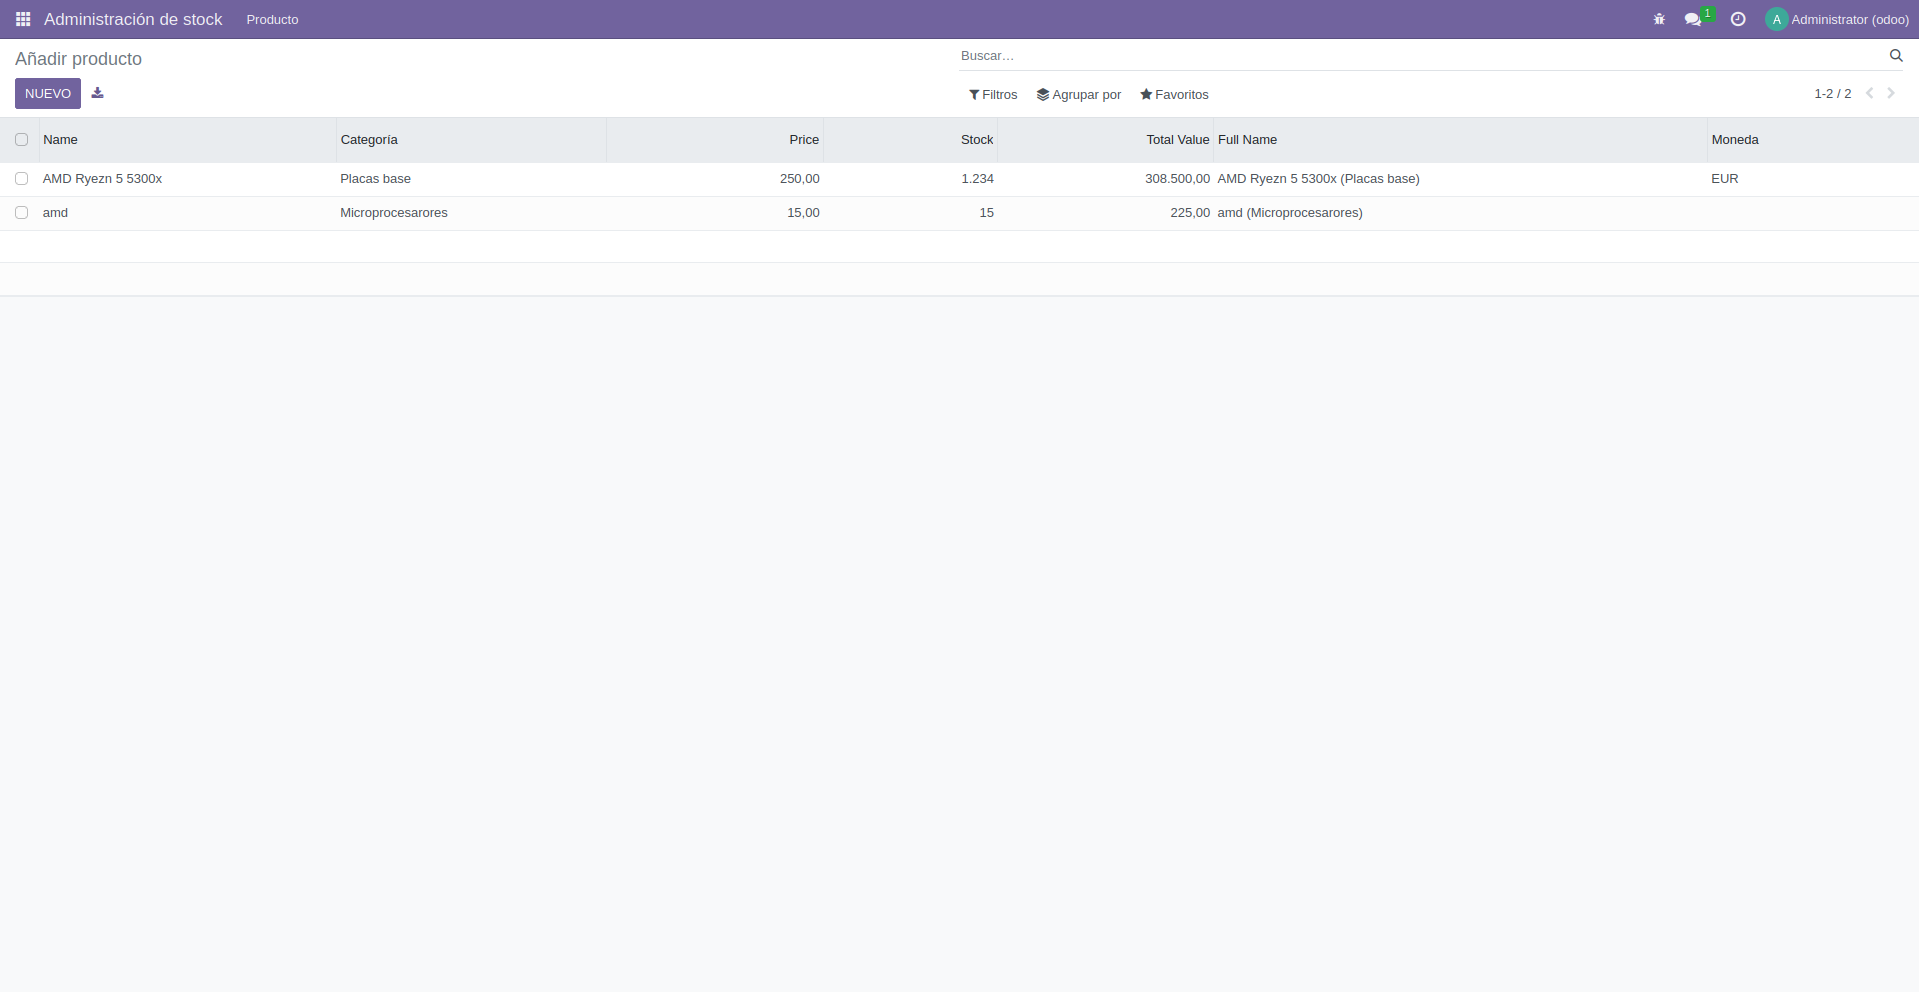 Administración de stock Producto 1 A Administrator (odoo)
Añadir producto Buscar...
NUEVO Filtros Agrupar por Favoritos 1-2 / 2
Name Categoría Price Stock Total Value Full Name Moneda
AMD Ryezn 5 5300x Placas base 250,00 1.234 308.500,00 AMD Ryezn 5 5300x (Placas base) EUR
amd Microprocesarores 15,00 15 225,00 amd (Microprocesarores)